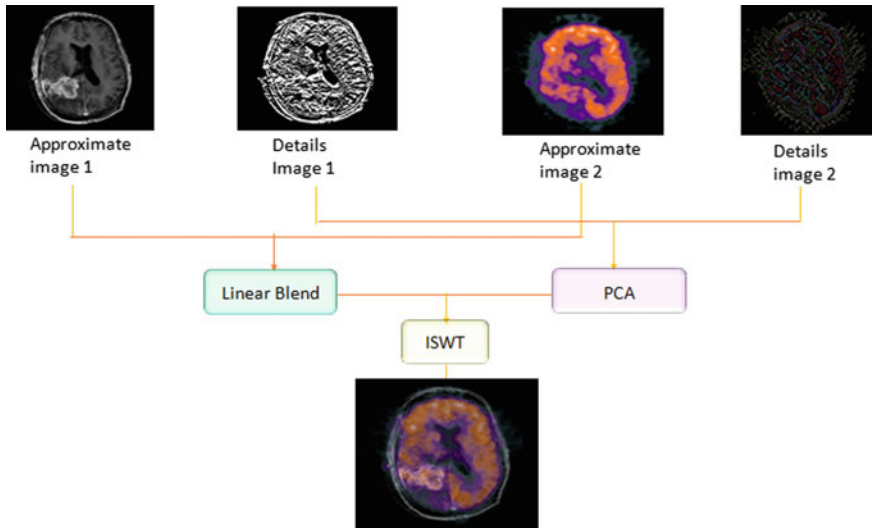 Approximate
image 1
Details
Image 1
Approximate
image 2
Details
image 2
Linear Blend
PCA
ISWT